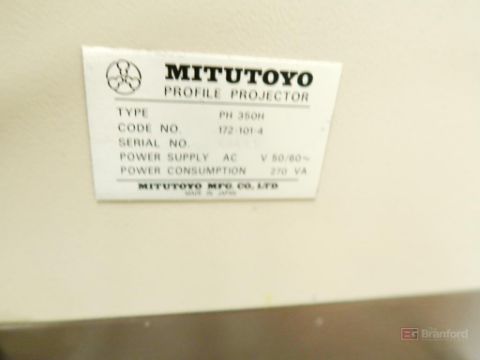 MITUTOYO
PROFILE PROJECTOR
TYPE PH 350H
CODE NO. 172-101-4
SERIAL NO.
POWER SUPPLY AC V 50/60~
POWER CONSUMPTION 270 VA
MITUTOYO MFG. CO., LTD
MADE IN JAPAN
BG Branford